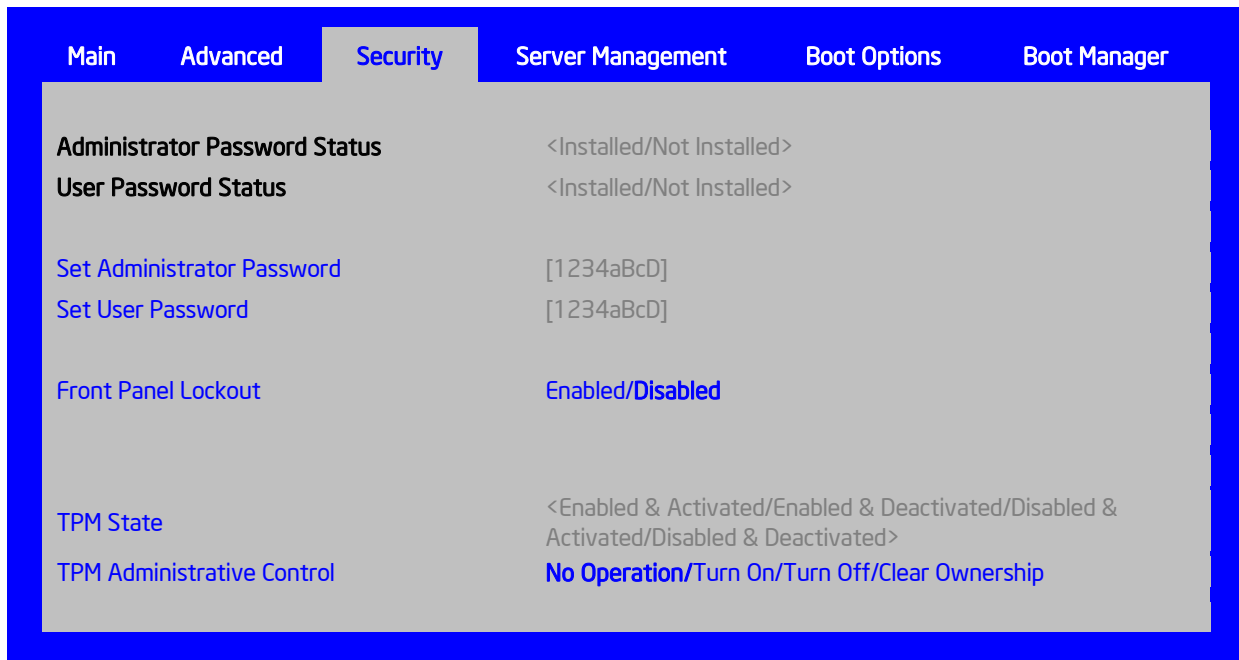 Main Advanced Security Server Management Boot Options Boot Manager
Administrator Password Status <Installed/Not Installed>
User Password Status <Installed/Not Installed>
Set Administrator Password [1234aBcD]
Set User Password [1234aBcD]
Front Panel Lockout Enabled/Disabled
TPM State <Enabled & Activated/Enabled & Deactivated/Disabled &
Activated/Disabled & Deactivated>
TPM Administrative Control No Operation/Turn On/Turn Off/Clear Ownership